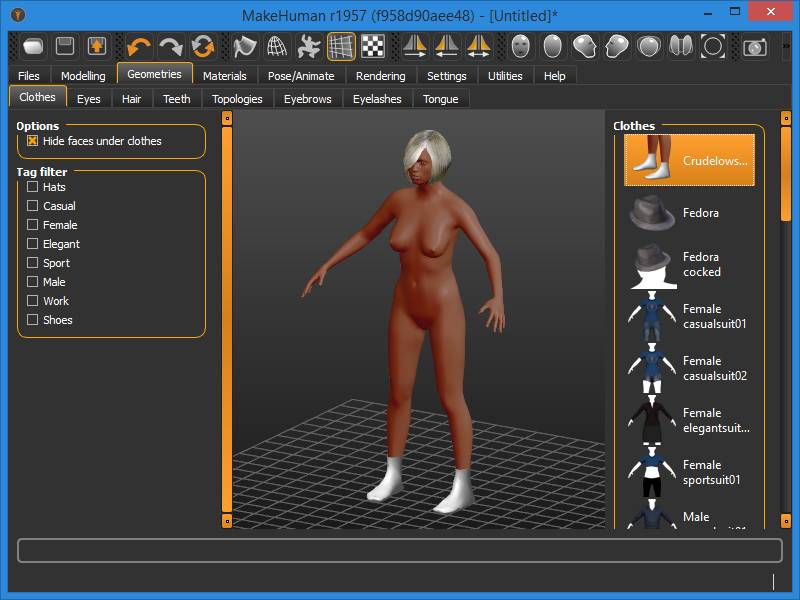 MakeHuman r1957 (f958d90aee48) - [Untitled]*
Files Modelling Geometries Materials Pose/Animate Rendering Settings Utilities Help
Clothes Eyes Hair Teeth Topologies Eyebrows Eyelashes Tongue
Options
Hide faces under clothes
Tag filter
Hats
Casual
Female
Elegant
Sport
Male
Work
Shoes
Clothes
Crudelows...
Fedora
Fedora
cocked
Female
casualsuit01
Female
casualsuit02
Female
elegantsuit...
Female
sportsuit01
Male